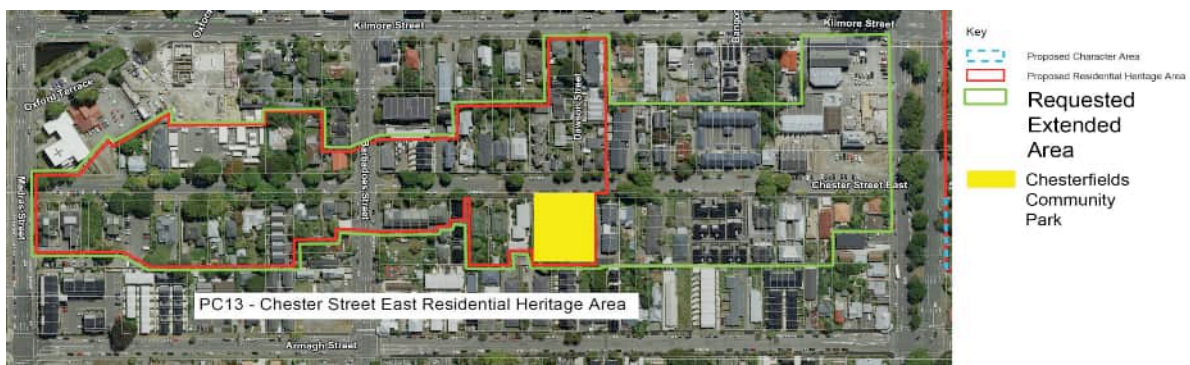 Kilmore Street
Oxford
Kilmore Street
Bangor
Oxford Terrace
Dawson Street
Madras Street
Barbadoes Street
Chester Street East
PC13 - Chester Street East Residential Heritage Area
Armagh Street
Key
Proposed Character Area
Proposed Residential Heritage Area
Requested
Extended
Area
Chesterfields
Community
Park